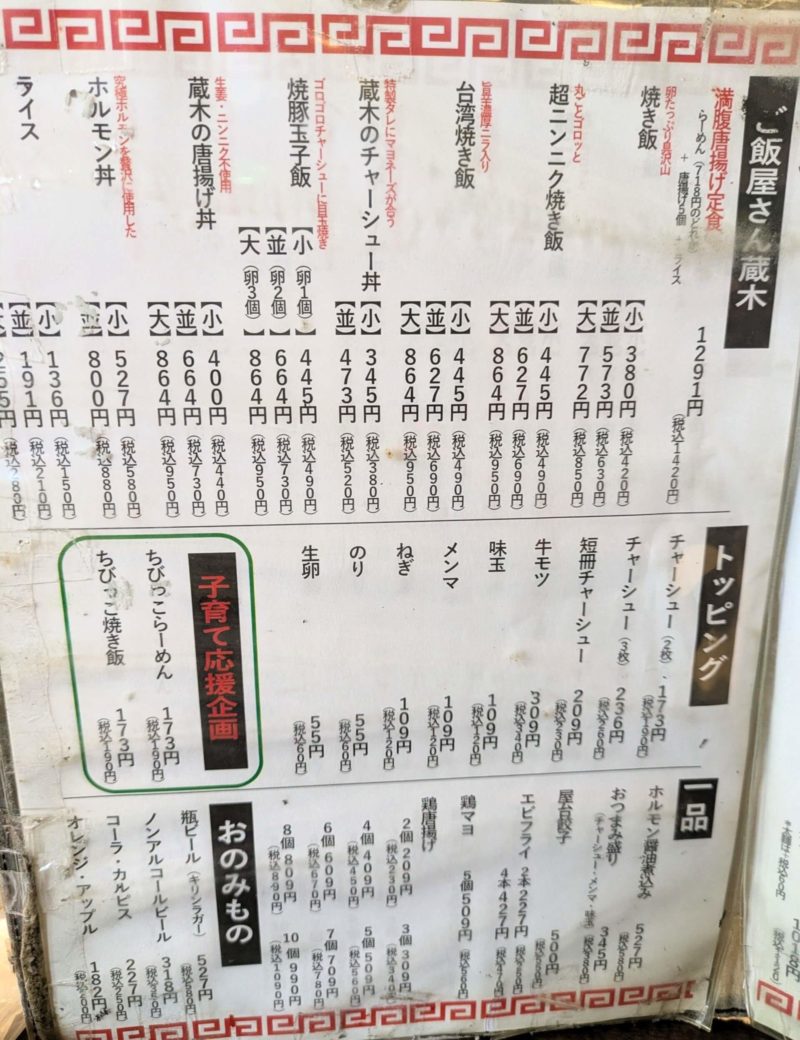 ご飯屋さん蔵木
満腹唐揚げ定食
らーめん（718円のどれ
+ 唐揚げ5個 + ライス
1291円（税込1420円）
卵たっぷり具沢山
焼き飯
【小】380円（税込420円）
【並】573円（税込630円）
【大】772円（税込850円）
丸ごとゴロッと
超ニンニク焼き飯
【小】445円（税込490円）
【並】627円（税込690円）
【大】864円（税込950円）
旨辛濃厚ニラ入り
台湾焼き飯
【小】445円（税込490円）
【並】627円（税込690円）
【大】864円（税込950円）
特製タレにマヨネーズが合う
蔵木のチャーシュー丼
【小】345円（税込380円）
【並】473円（税込520円）
ゴロゴロチャーシューに目玉焼き
焼豚玉子飯
【小（卵1個）】445円（税込490円）
【並（卵2個）】664円（税込730円）
【大（卵3個）】864円（税込950円）
生姜・ニンニク不使用
蔵木の唐揚げ丼
【小】400円（税込440円）
【並】664円（税込730円）
【大】864円（税込950円）
究極ホルモンを贅沢に使用した
ホルモン丼
【小】527円（税込580円）
【並】800円（税込880円）
ライス
【小】136円（税込150円）
【並】191円（税込210円）
【大】255円（税込280円）
トッピング
チャーシュー（2枚）173円（税込190円）
チャーシュー（3枚）236円（税込260円）
短冊チャーシュー 209円（税込230円）
牛モツ 309円（税込340円）
味玉 109円（税込120円）
メンマ 109円（税込120円）
ねぎ 109円（税込120円）
のり 55円（税込60円）
生卵 55円（税込60円）
子育て応援企画
ちびっこらーめん 173円（税込190円）
ちびっこ焼き飯 173円（税込190円）
一品
ホルモン醤油煮込み 527円（税込580円）
おつまみ盛り（チャーシュー・メンマ・味玉）345円（税込380円）
屋台餃子 500円（税込550円）
エビフライ 2本227円（税込250円）
4本427円（税込470円）
鶏マヨ 5個509円（税込560円）
鶏唐揚げ
2個 209円（税込230円）
3個 309円（税込340円）
4個 409円（税込450円）
5個 509円（税込560円）
6個 609円（税込670円）
7個 709円（税込780円）
8個 809円（税込890円）
10個 990円（税込1090円）
おのみもの
瓶ビール（キリンラガー）527円（税込580円）
ノンアルコールビール 318円（税込350円）
コーラ・カルピス 227円（税込250円）
オレンジ・アップル 182円（税込200円）